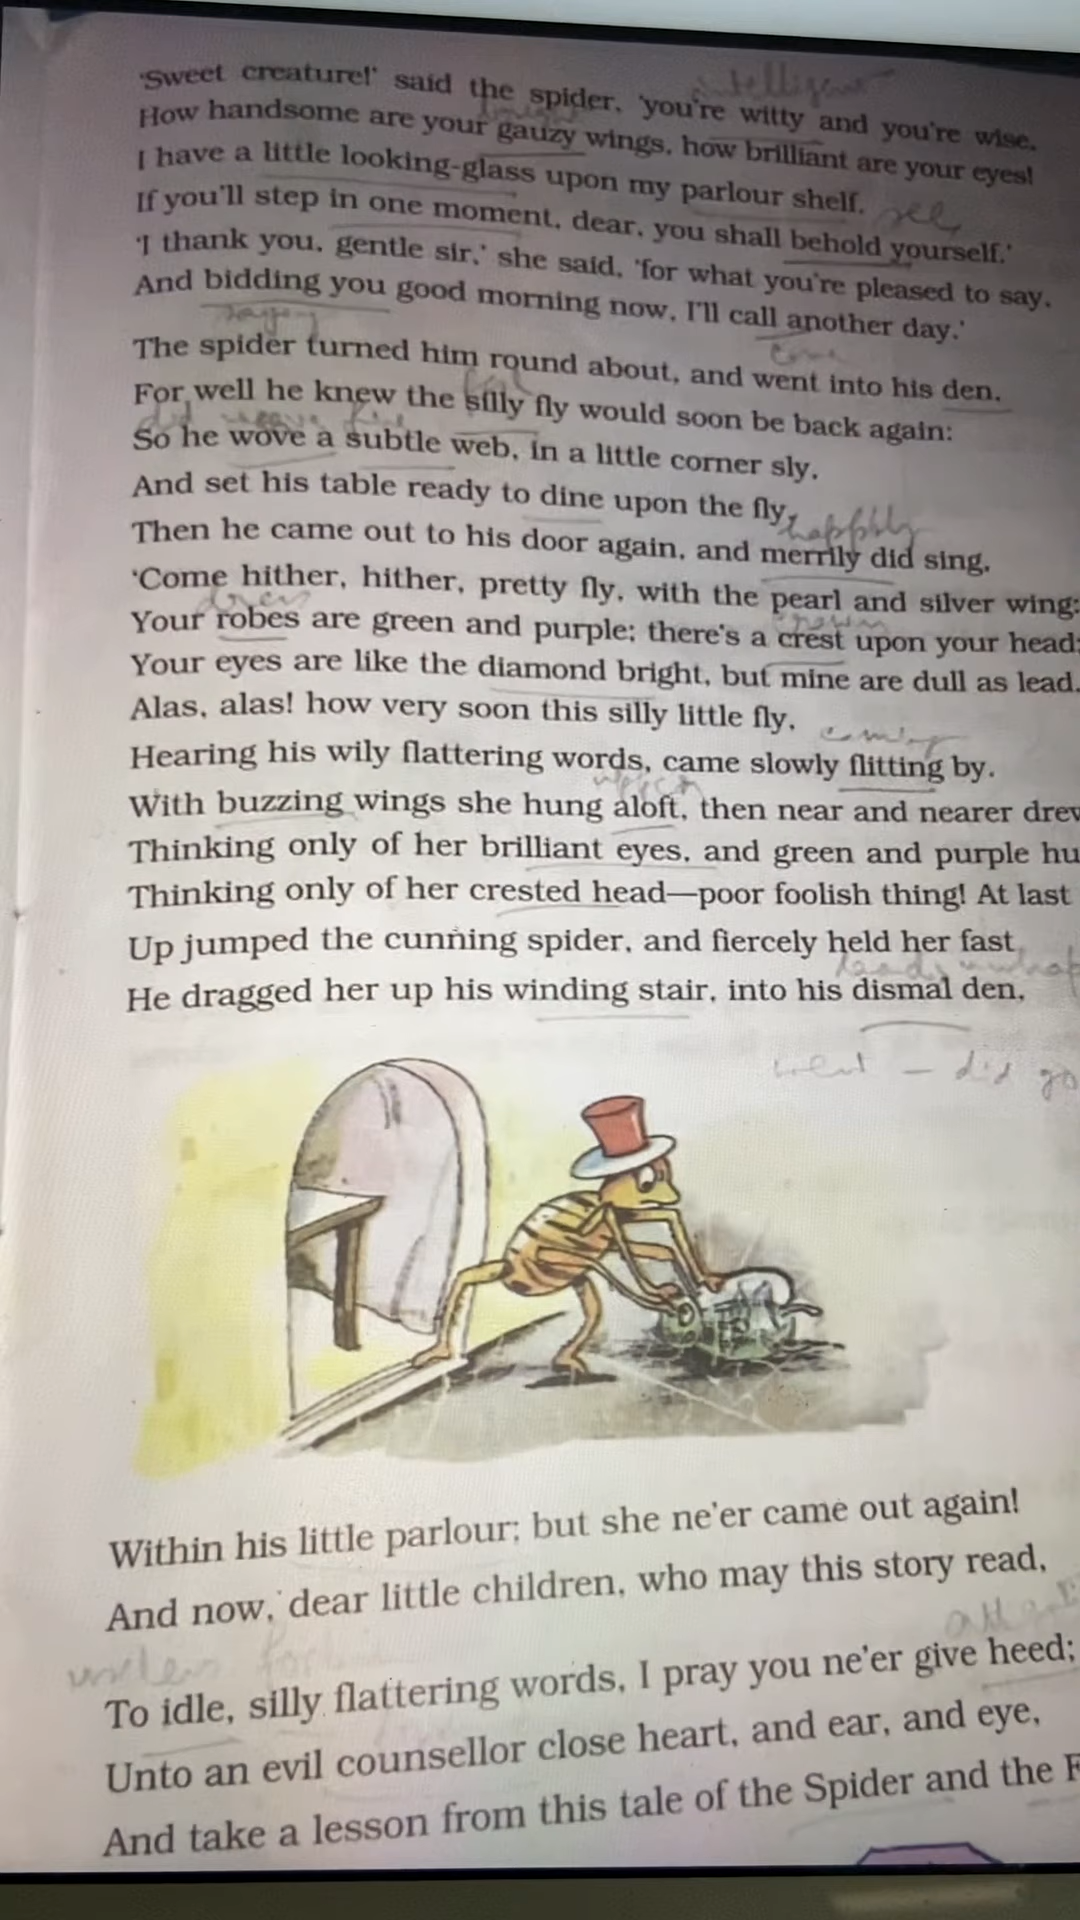 intelligent
'Sweet creature!' said the spider, 'you're witty and you're wise,
How handsome are your gauzy wings, how brilliant are your eyes!
I have a little looking-glass upon my parlour shelf,
see
If you'll step in one moment, dear, you shall behold yourself.'
'I thank you, gentle sir,' she said, 'for what you're pleased to say,
And bidding you good morning now, I'll call another day.'
saying
come
The spider turned him round about, and went into his den,
For well he knew the silly fly would soon be back again:
did weave
So he wove a subtle web, in a little corner sly,
And set his table ready to dine upon the fly,
happily
Then he came out to his door again, and merrily did sing,
'Come hither, hither, pretty fly, with the pearl and silver wing:
dress
crown
Your robes are green and purple; there's a crest upon your head;
Your eyes are like the diamond bright, but mine are dull as lead.
Alas, alas! how very soon this silly little fly,
coming
Hearing his wily flattering words, came slowly flitting by.
With buzzing wings she hung aloft, then near and nearer drew
Thinking only of her brilliant eyes, and green and purple hu
Thinking only of her crested head—poor foolish thing! At last
Up jumped the cunning spider, and fiercely held her fast
He dragged her up his winding stair, into his dismal den,
went - did go
Within his little parlour; but she ne'er came out again!
And now, dear little children, who may this story read,
useless
To idle, silly flattering words, I pray you ne'er give heed;
Unto an evil counsellor close heart, and ear, and eye,
And take a lesson from this tale of the Spider and the F